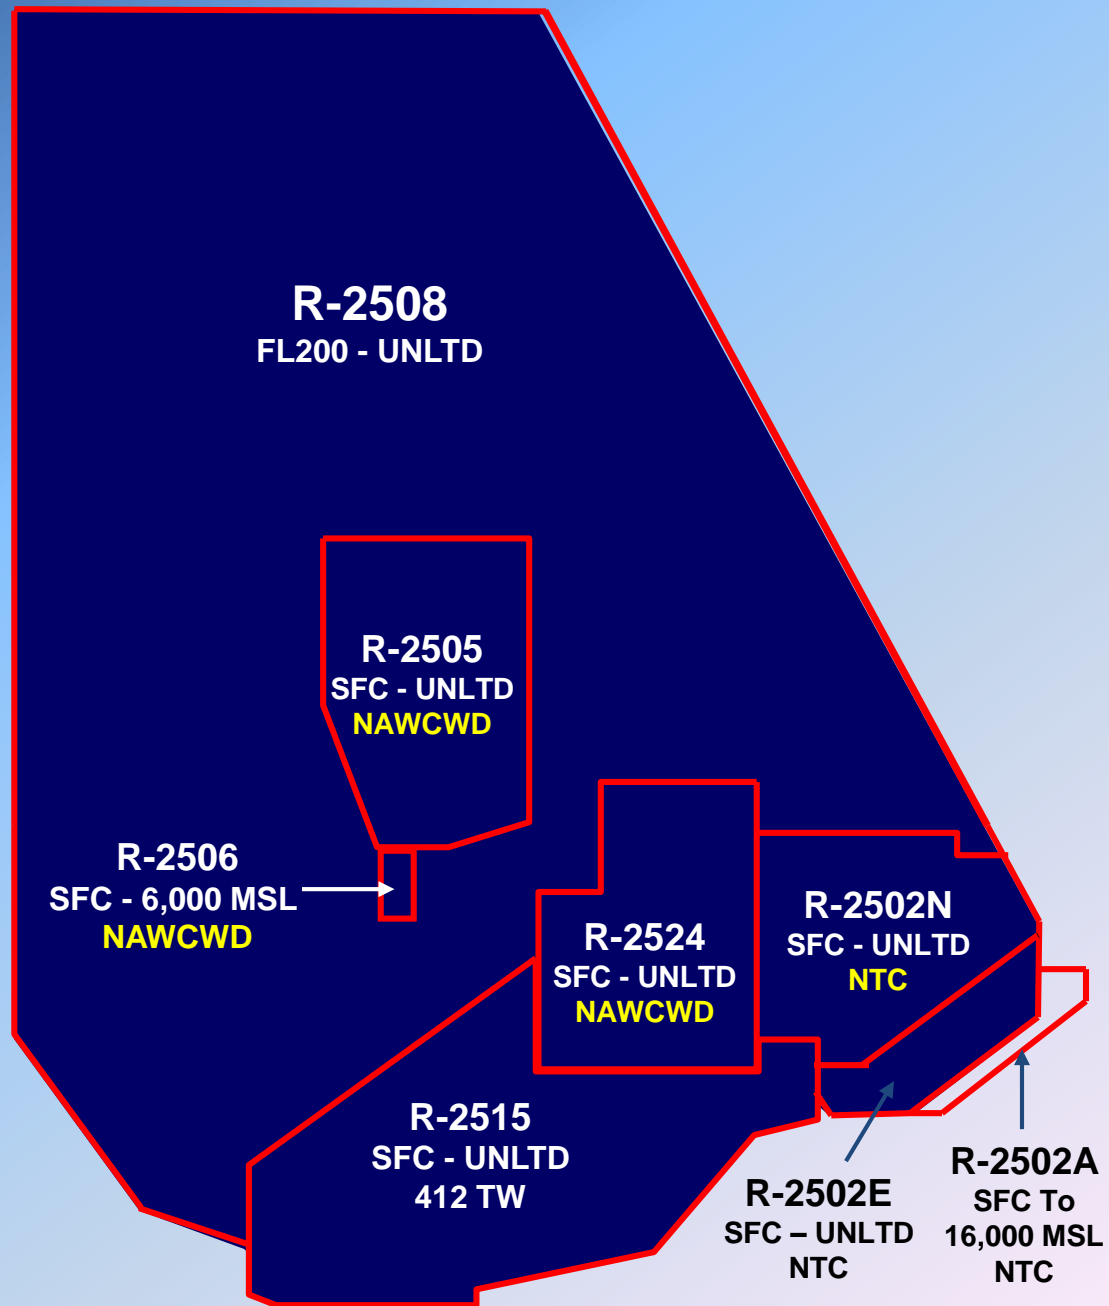 R-2508
FL200 - UNLTD
R-2505
SFC - UNLTD
NAWCWD
R-2506
SFC - 6,000 MSL
NAWCWD
R-2524
SFC - UNLTD
NAWCWD
R-2502N
SFC - UNLTD
NTC
R-2515
SFC - UNLTD
412 TW
R-2502E
SFC – UNLTD
NTC
R-2502A
SFC To
16,000 MSL
NTC